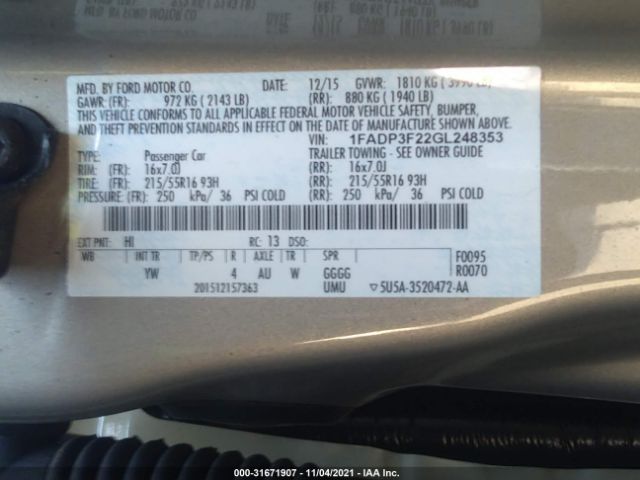 MFD. BY FORD MOTOR CO. DATE: 12/15 GVWR: 1810 KG ( 3990 LB)
GAWR: (FR): 972 KG ( 2143 LB) (RR): 880 KG ( 1940 LB)
THIS VEHICLE CONFORMS TO ALL APPLICABLE FEDERAL MOTOR VEHICLE SAFETY, BUMPER,
AND THEFT PREVENTION STANDARDS IN EFFECT ON THE DATE OF MANUFACTURE SHOWN ABOVE.
VIN: 1FADP3F22GL248353
TYPE: Passenger Car TRAILER TOWING - SEE OWNER GUIDE
RIM: (FR): 16x7.0J (RR): 16x7.0J
TIRE: (FR): 215/55R16 93H (RR): 215/55R16 93H
PRESSURE: (FR): 250 kPa/ 36 PSI COLD (RR): 250 kPa/ 36 PSI COLD
EXT PNT: HI RC: 13 DSO: F0095
WB INT TR TP/PS R AXLE TR SPR R0070
YW 4 AU W GGGG
201512157363 UMU 5U5A-3520472-AA
000-31671907 - 11/04/2021 - IAA Inc.